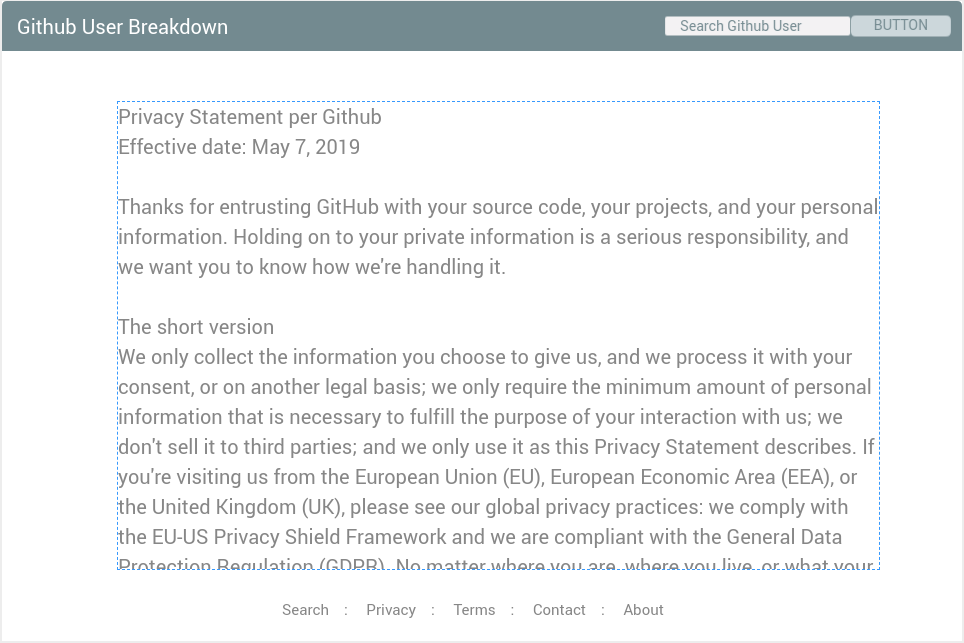 Github User Breakdown
Search Github User
BUTTON
Privacy Statement per Github
Effective date: May 7, 2019
Thanks for entrusting GitHub with your source code, your projects, and your personal
information. Holding on to your private information is a serious responsibility, and
we want you to know how we're handling it.
The short version
We only collect the information you choose to give us, and we process it with your
consent, or on another legal basis; we only require the minimum amount of personal
information that is necessary to fulfill the purpose of your interaction with us; we
don't sell it to third parties; and we only use it as this Privacy Statement describes. If
you're visiting us from the European Union (EU), European Economic Area (EEA), or
the United Kingdom (UK), please see our global privacy practices: we comply with
the EU-US Privacy Shield Framework and we are compliant with the General Data
Protection Regulation (GDPR). No matter where you are, where you live, or what your
Search : Privacy : Terms : Contact : About